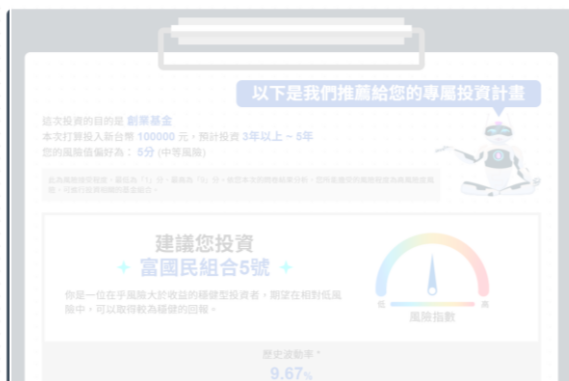 以下是我們推薦給您的專屬投資計畫
這次投資的目的是 創業基金
本次打算投入新台幣 100000 元，預計投資 3年以上 ~ 5年
您的風險值偏好為： 5分 (中等風險)
建議您投資
富國民組合5號
你是一位在乎風險大於收益的穩健型投資者，期望在相對低風
險中，可以取得較為穩健的回報。
低 高
風險指數
歷史波動率 *
9.67%